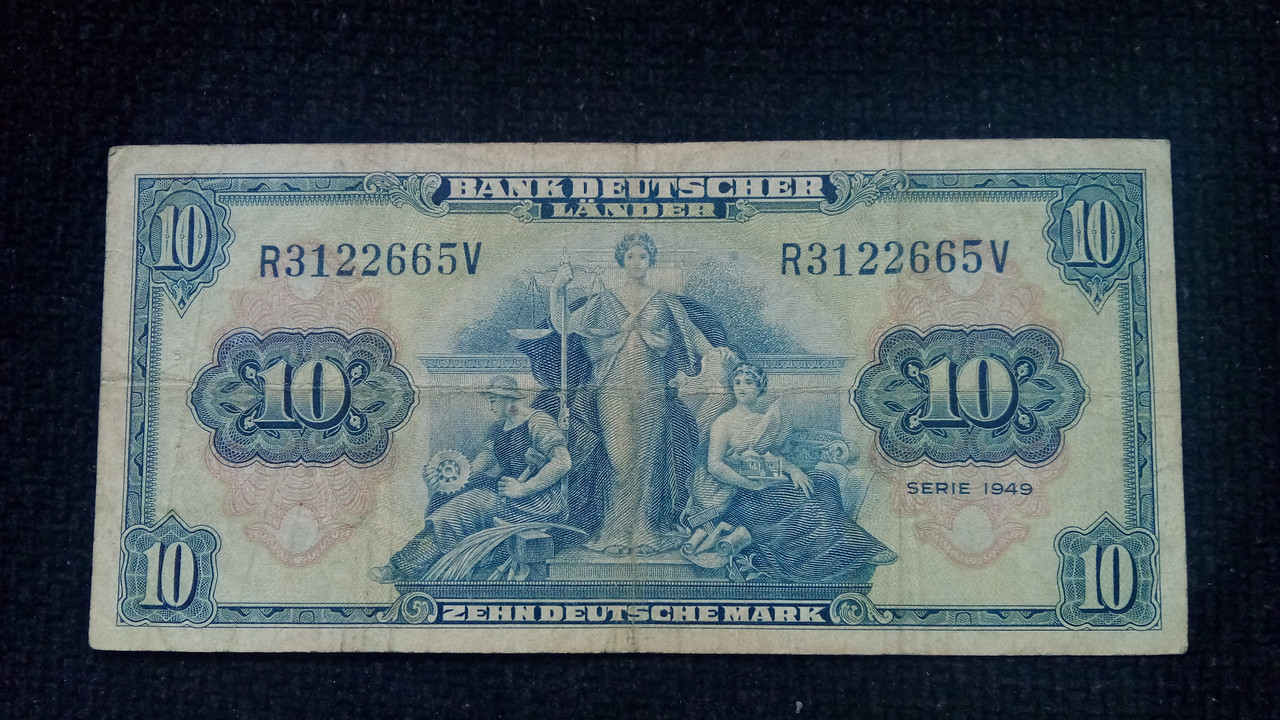 BANK DEUTSCHER
LÄNDER
10 10
R3122665V R3122665V
10 10
SERIE 1949
10 10
ZEHN DEUTSCHE MARK